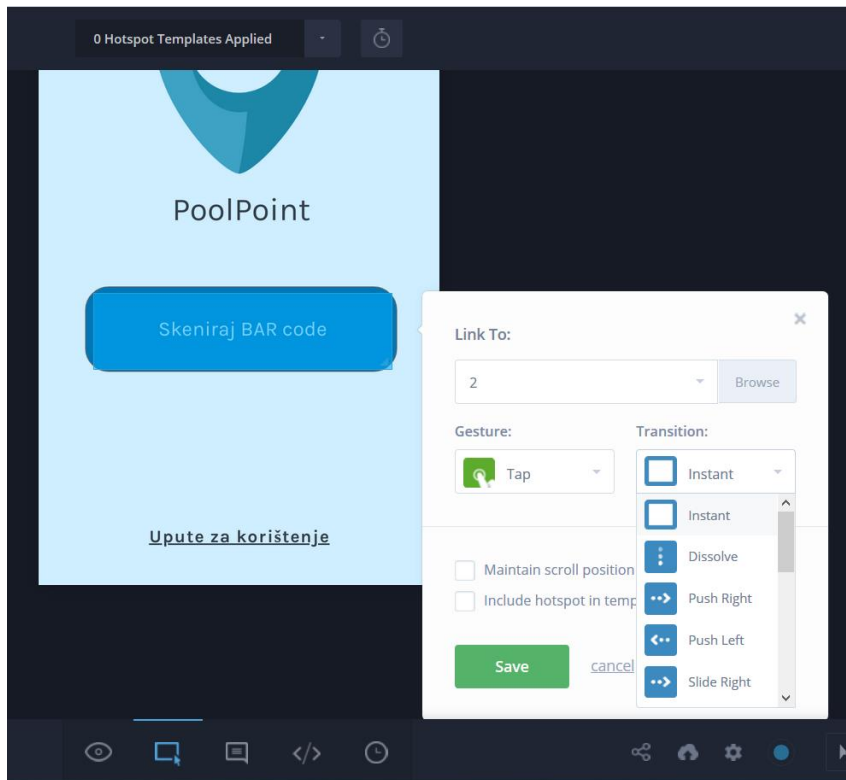 0 Hotspot Templates Applied
PoolPoint
Skeniraj BAR code
Upute za korištenje
Link To:
2
Browse
Gesture:
Transition:
Tap
Instant
Instant
Dissolve
Push Right
Push Left
Slide Right
Maintain scroll position
Include hotspot in temp
Save
cancel